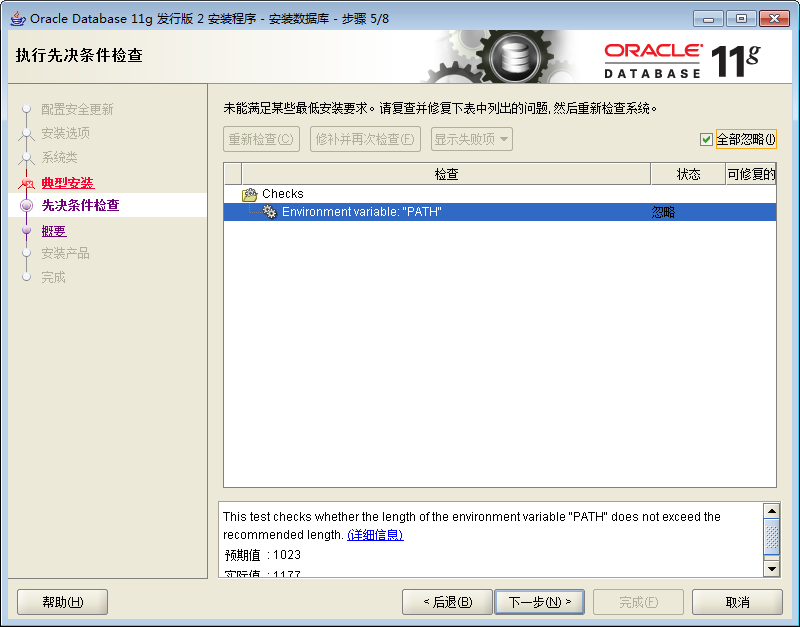 Oracle Database 11g 发行版 2 安装程序 - 安装数据库 - 步骤 5/8
执行先决条件检查
ORACLE
DATABASE 11g
配置安全更新
安装选项
系统类
典型安装
先决条件检查
概要
安装产品
完成
未能满足某些最低安装要求。请复查并修复下表中列出的问题, 然后重新检查系统。
重新检查(C) 修补并再次检查(F) 显示失败项 全部忽略(I)
检查 状态 可修复的
Checks
Environment variable: "PATH" 忽略
This test checks whether the length of the environment variable "PATH" does not exceed the
recommended length. (详细信息)
预期值 : 1023
实际值 : 1177
帮助(H) < 后退(B) 下一步(N) > 完成(F) 取消